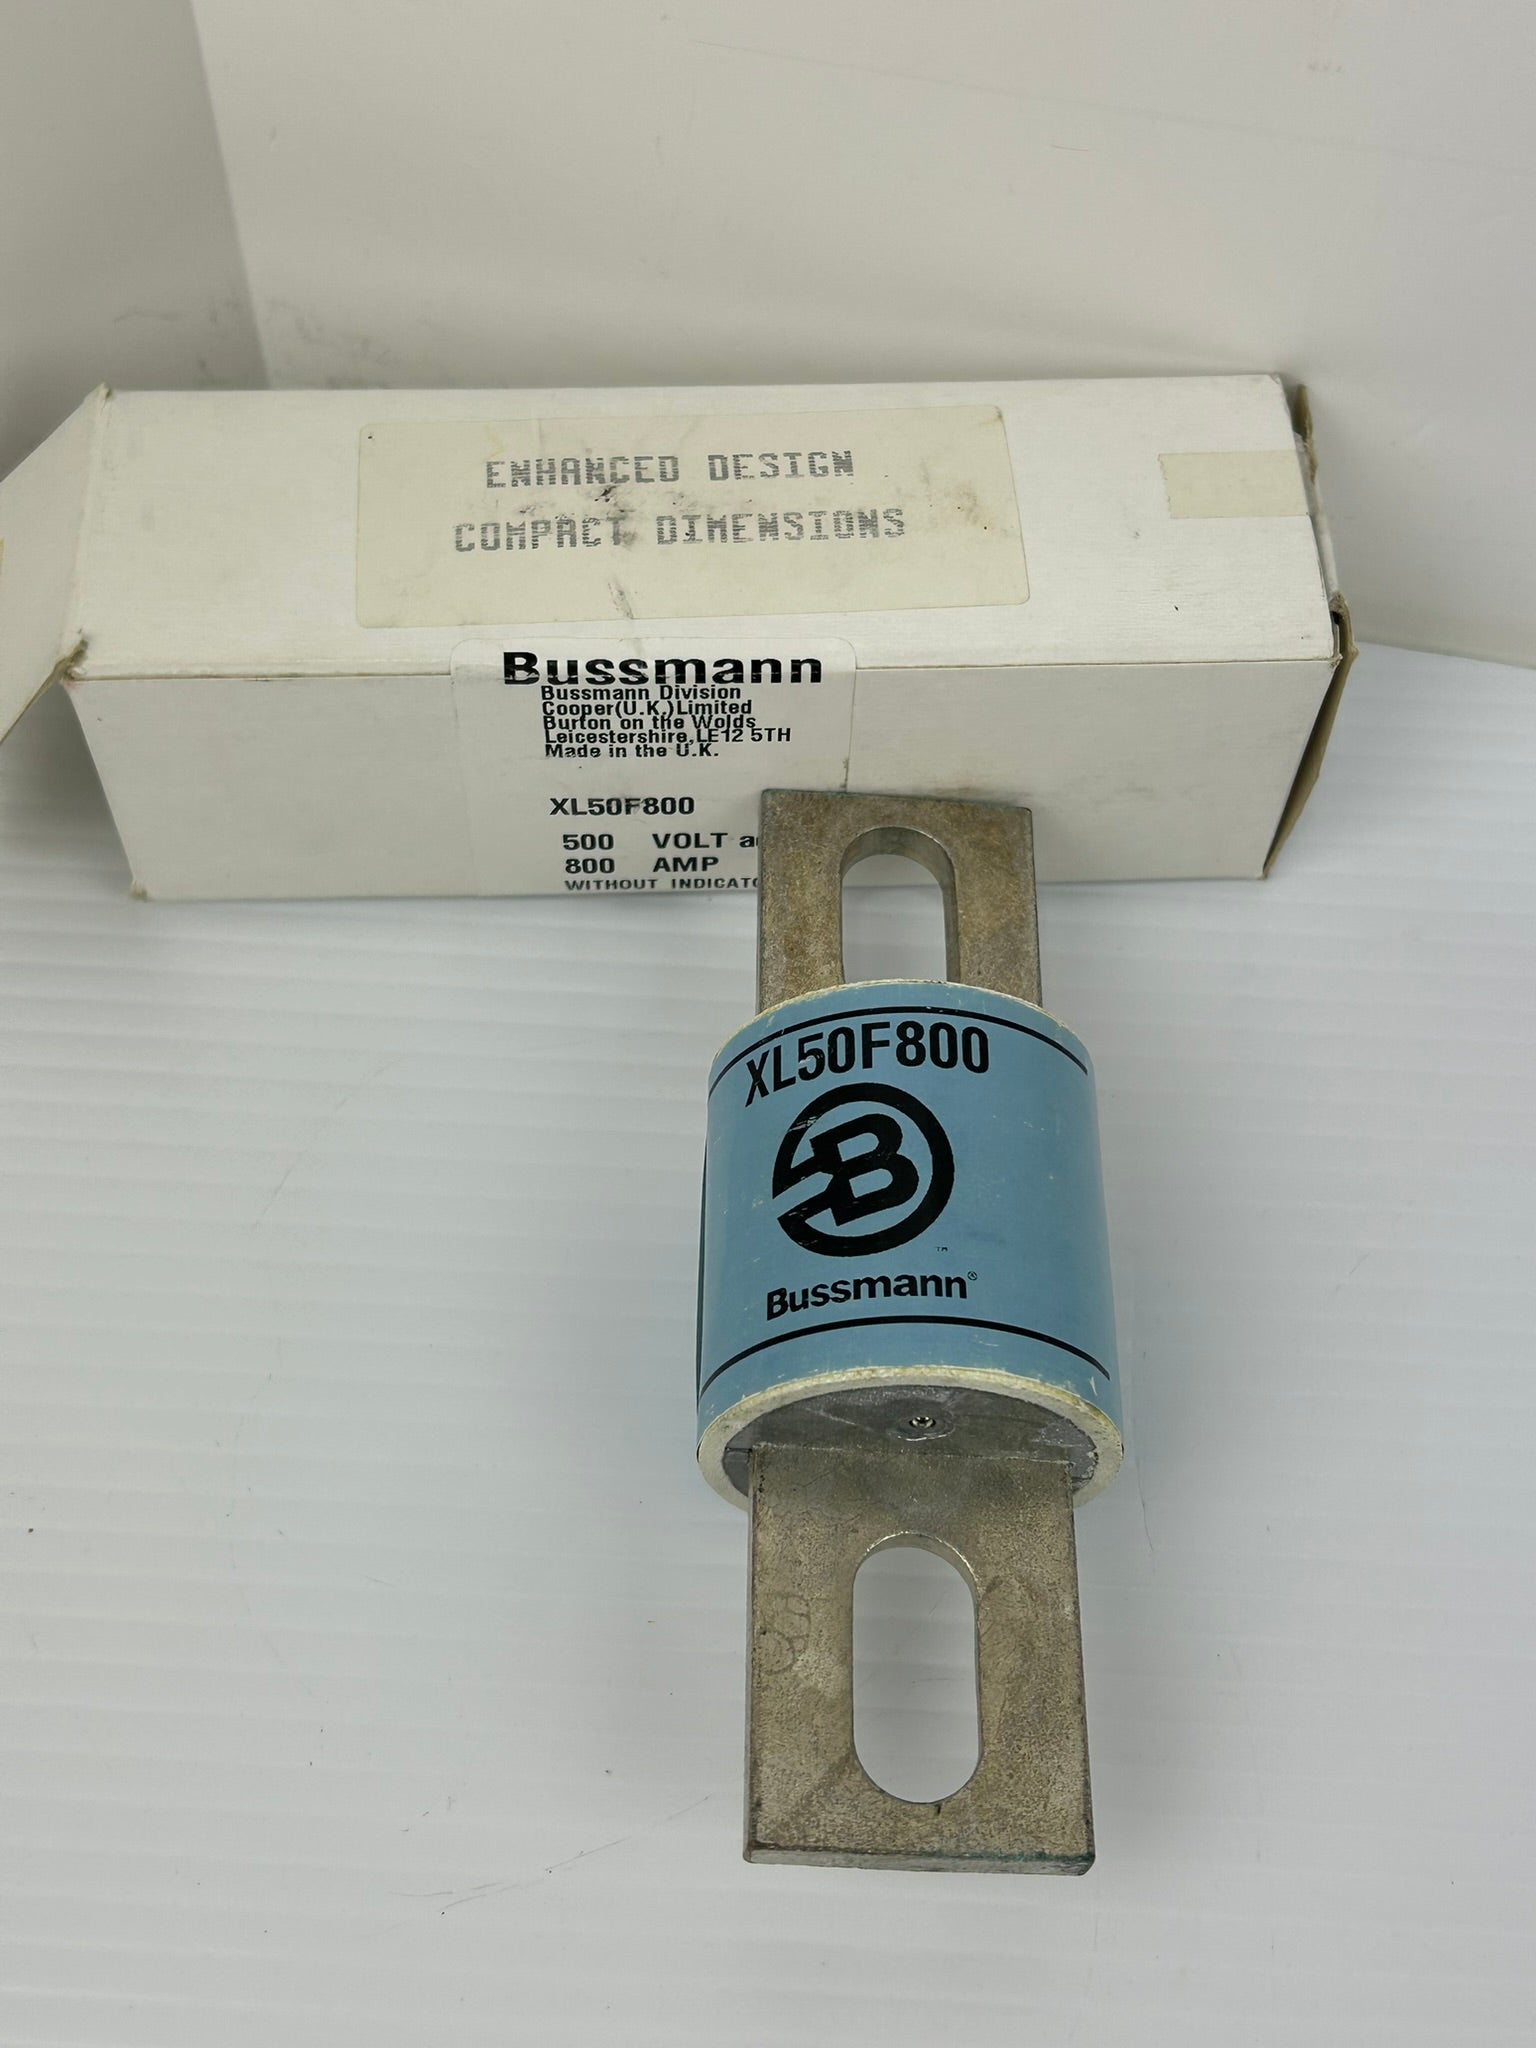 ENHANCED DESIGN
COMPACT DIMENSIONS
Bussmann
Bussmann Division
Cooper(U.K.)Limited
Burton on the Wolds
Leicestershire,LE12 5TH
Made in the U.K.
XL50F800
500 VOLT
800 AMP
WITHOUT
XL50F800
B
TM
Bussmann®